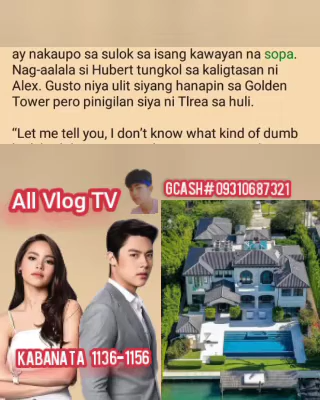 ay nakaupo sa sulok sa isang kawayan na sopa.
Nag-aalala si Hubert tungkol sa kaligtasan ni
Alex. Gusto niya ulit siyang hanapin sa Golden
Tower pero pinigilan siya ni Tlrea sa huli.
“Let me tell you, I don’t know what kind of dumb
All Vlog TV
GCASH#09310687321
KABANATA 1136-1156